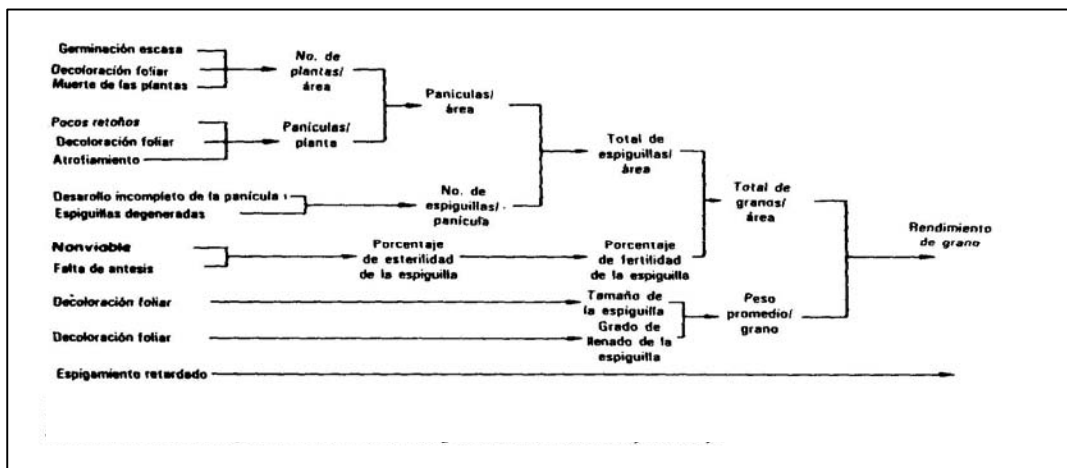 Germinación escasa
Decoloración foliar
Muerte de las plantas
No. de
plantas/
área
Panículas/
área
Pocos retoños
Decoloración foliar
Atrofiamiento
Panículas/
planta
Total de
espiguillas/
área
Desarollo incompleto de la panícula
Espiguillas degeneradas
No. de
espiguillas/
panícula
Total de
granos/
área
Rendimiento
de grano
Nonviable
Falta de antesis
Porcentaje
de esterilidad
de la espiguilla
Porcentaje
de fertilidad
de la espiguilla
Decoloración foliar
Tamaño de
la espiguilla
Peso
promedio/
grano
Decoloración foliar
Grado de
llenado de la
espiguilla
Espigamiento retardado